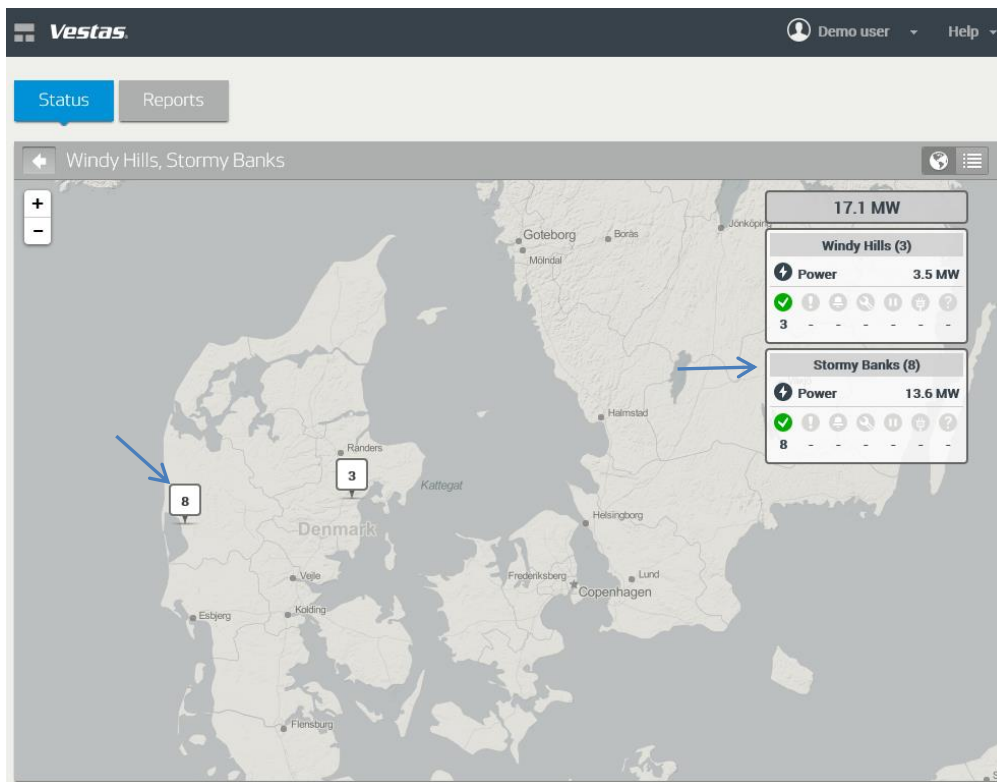 Vestas.
Demo user
Help
Status
Reports
Windy Hills, Stormy Banks
+
-
17.1 MW
Windy Hills (3)
Power 3.5 MW
3 - - - - - -
Stormy Banks (8)
Power 13.6 MW
8 - - - - - -
Goteborg
Borås
Jönköping
Mölndal
Halmstad
Randers
3
8
Kattegat
Denmark
Helsingborg
Vejle
Frederiksberg
Lund
Copenhagen
Esbjerg
Kolding
Flensburg